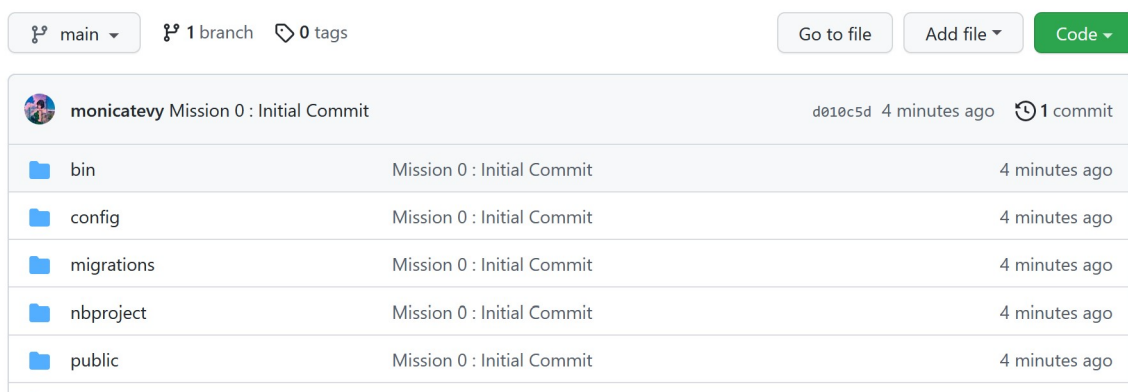 main 1 branch 0 tags Go to file Add file Code
monicatevy Mission 0 : Initial Commit d010c5d 4 minutes ago 1 commit
bin Mission 0 : Initial Commit 4 minutes ago
config Mission 0 : Initial Commit 4 minutes ago
migrations Mission 0 : Initial Commit 4 minutes ago
nbproject Mission 0 : Initial Commit 4 minutes ago
public Mission 0 : Initial Commit 4 minutes ago